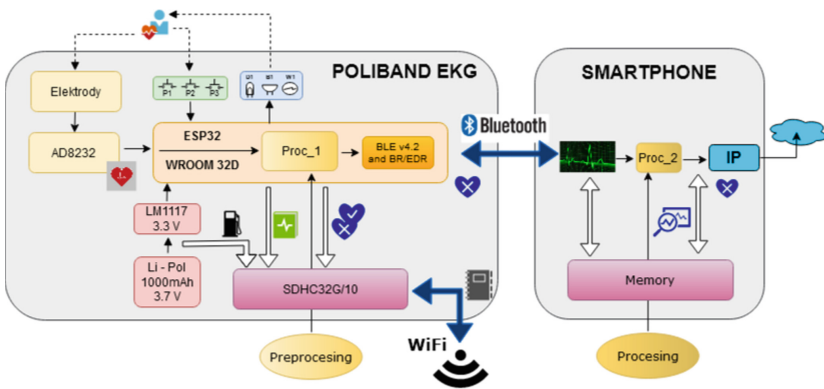 POLIBAND EKG
SMARTPHONE
Elektrody
P1 P2 P3
U1 B1 W1
AD8232
ESP32
WROOM 32D
Proc_1
BLE v4.2
and BR/EDR
Bluetooth
Proc_2
IP
LM1117
3.3 V
Li - Pol
1000mAh
3.7 V
SDHC32G/10
Memory
WiFi
Preprocesing
Procesing